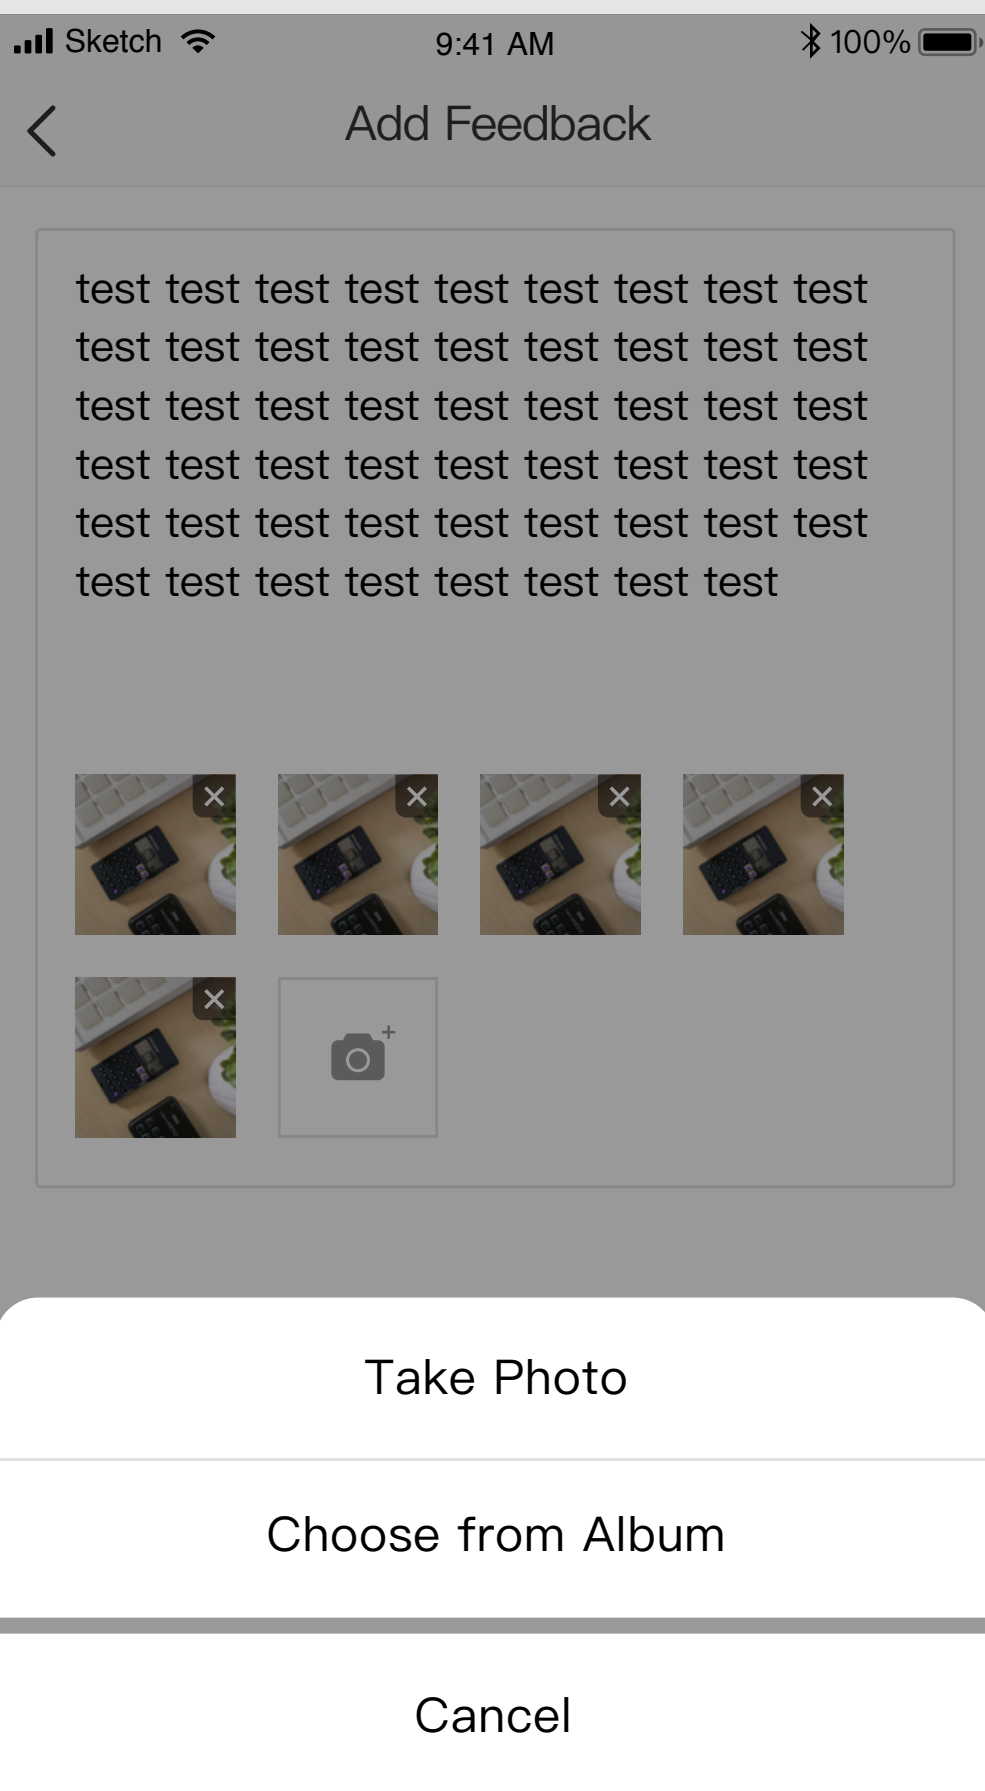 Sketch 9:41 AM 100%
Add Feedback
test test test test test test test test test
test test test test test test test test test
test test test test test test test test test
test test test test test test test test test
test test test test test test test test test
test test test test test test test test
Take Photo
Choose from Album
Cancel